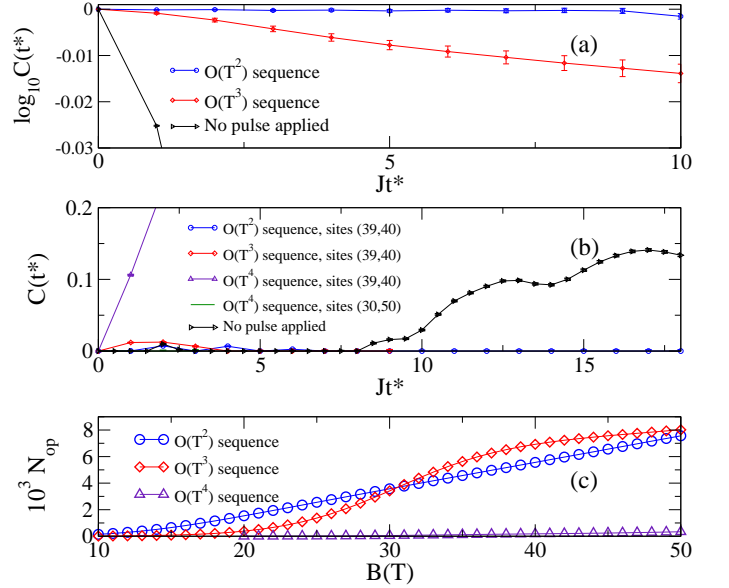 0
-0.01
-0.02
-0.03
log₁₀C(t*)
(a)
O(T²) sequence
O(T³) sequence
No pulse applied
0 5 10
Jt*
0.2
0.1
0
C(t*)
(b)
O(T²) sequence, sites (39,40)
O(T³) sequence, sites (39,40)
O(T⁴) sequence, sites (39,40)
O(T⁴) sequence, sites (30,50)
No pulse applied
0 5 10 15
Jt*
8
6
4
2
0
10³ N_op
(c)
O(T²) sequence
O(T³) sequence
O(T⁴) sequence
10 20 30 40 50
B(T)